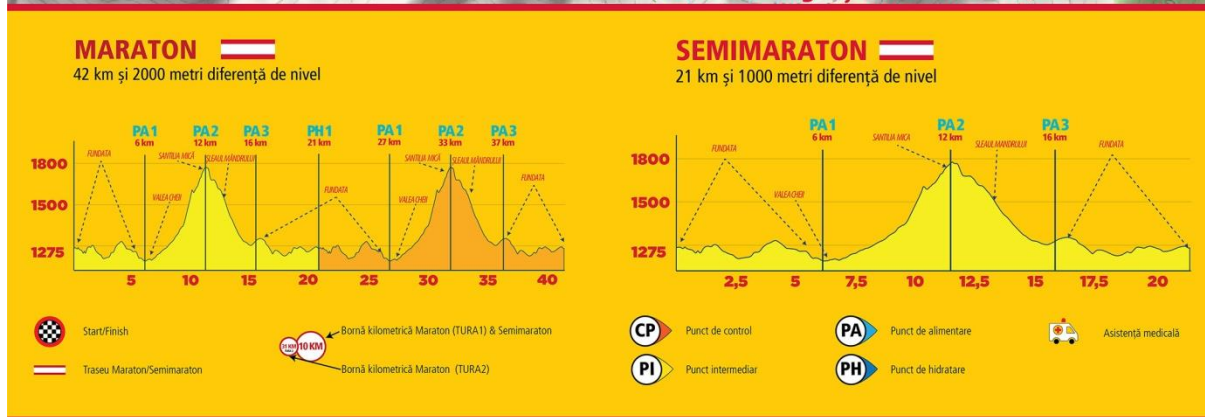 MARATON
42 km și 2000 metri diferență de nivel
PA1 PA2 PA3 PH1 PA1 PA2 PA3
6 km 12 km 16 km 21 km 27 km 33 km 37 km
FUNDATA SANTILIA MICĂ SLEAUL MÂNDRULUI SANTILIA MICĂ SLEAUL MÂNDRULUI
FUNDATA FUNDATA
VALEA CHEII VALEA CHEII
1800
1500
1275
5 10 15 20 25 30 35 40
SEMIMARATON
21 km și 1000 metri diferență de nivel
PA1 PA2 PA3
6 km 12 km 16 km
SANTILIA MICA
FUNDATA SLEAUL MANDRULUI FUNDATA
VALEA CHEII
1800
1500
1275
2,5 5 7,5 10 12,5 15 17,5 20
Start/Finish
Traseu Maraton/Semimaraton
31 KM
10 KM
Bornă kilometrică Maraton (TURA1) & Semimaraton
Bornă kilometrică Maraton (TURA2)
CP Punct de control
PI Punct intermediar
PA Punct de alimentare
PH Punct de hidratare
Asistență medicală